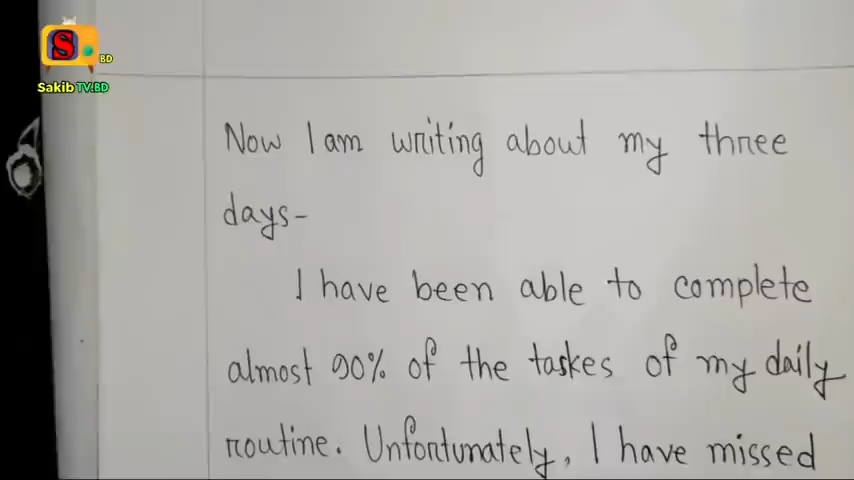 S
BD
Sakib TV.BD
Now I am writing about my three
days-
I have been able to complete
almost 90% of the taskes of my daily
routine. Unfortunately, I have missed